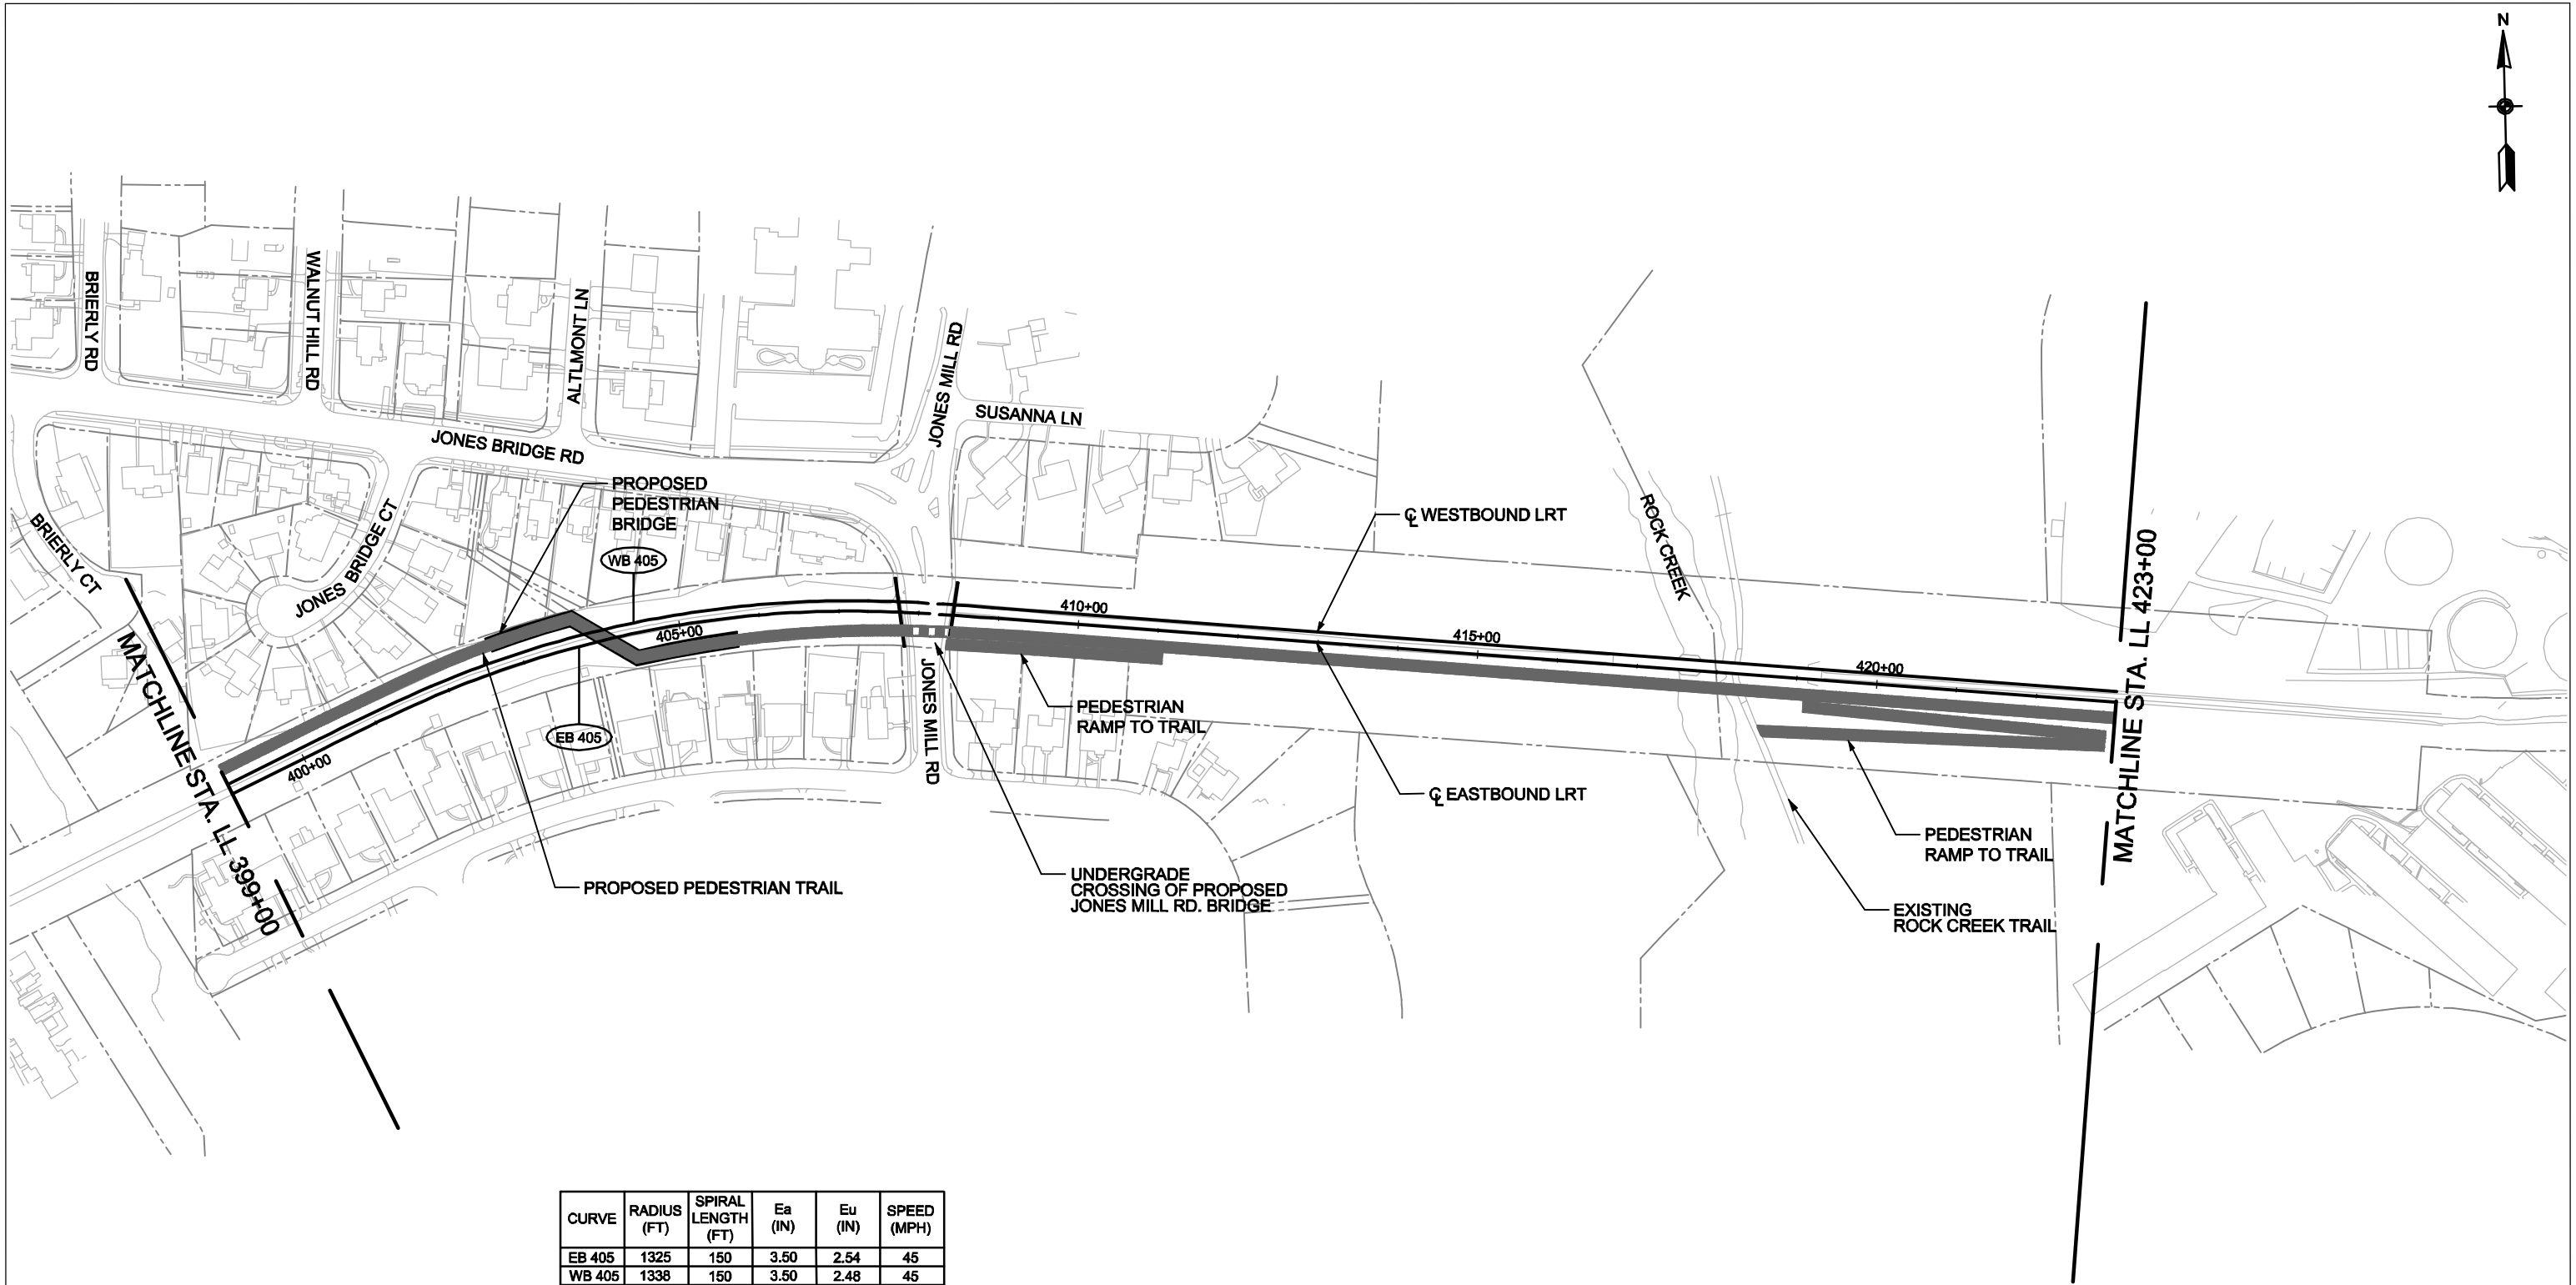 N
BRIERLY RD
WALNUT HILL RD
ALTLMONT LN
JONES MILL RD
SUSANNA LN
JONES BRIDGE RD
PROPOSED
PEDESTRIAN
BRIDGE
WB 405
JONES BRIDGE CT
BRIERLY CT
℄ WESTBOUND LRT
ROCK CREEK
MATCHLINE STA. LL 423+00
410+00
415+00
405+00
420+00
400+00
EB 405
MATCHLINE STA. LL 399+00
JONES MILL RD
PEDESTRIAN
RAMP TO TRAIL
℄ EASTBOUND LRT
PEDESTRIAN
RAMP TO TRAIL
PROPOSED PEDESTRIAN TRAIL
UNDERGRADE
CROSSING OF PROPOSED
JONES MILL RD. BRIDGE
EXISTING
ROCK CREEK TRAIL
CURVE RADIUS (FT) SPIRAL LENGTH (FT) Ea (IN) Eu (IN) SPEED (MPH)
EB 405 1325 150 3.50 2.54 45
WB 405 1338 150 3.50 2.48 45